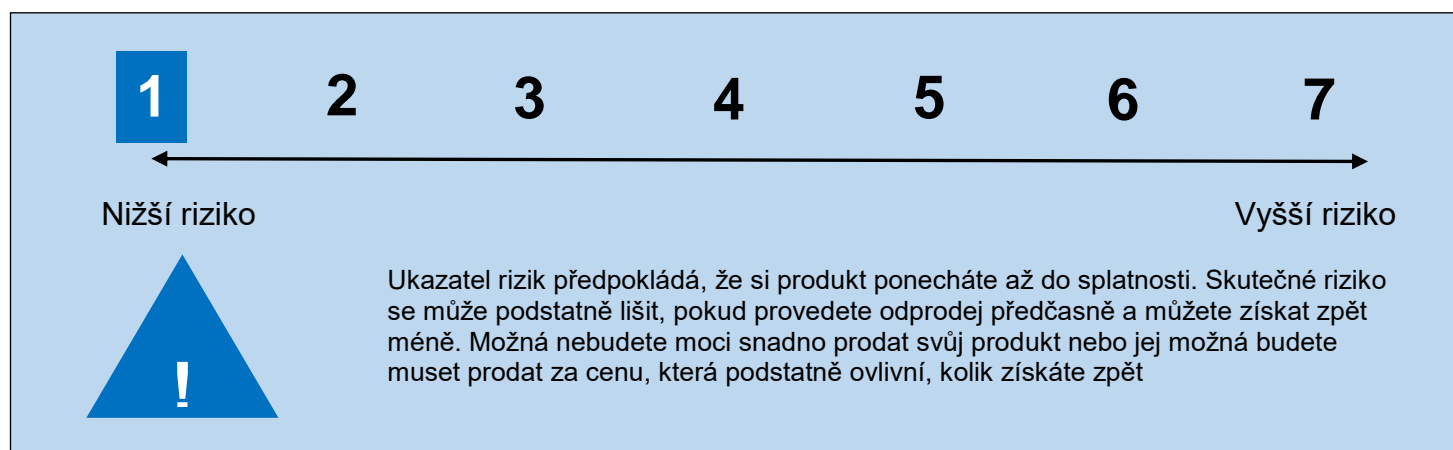 1 2 3 4 5 6 7
Nižší riziko Vyšší riziko
Ukazatel rizik předpokládá, že si produkt ponecháte až do splatnosti. Skutečné riziko
se může podstatně lišit, pokud provedete odprodej předčasně a můžete získat zpět
méně. Možná nebudete moci snadno prodat svůj produkt nebo jej možná budete
muset prodat za cenu, která podstatně ovlivní, kolik získáte zpět
!